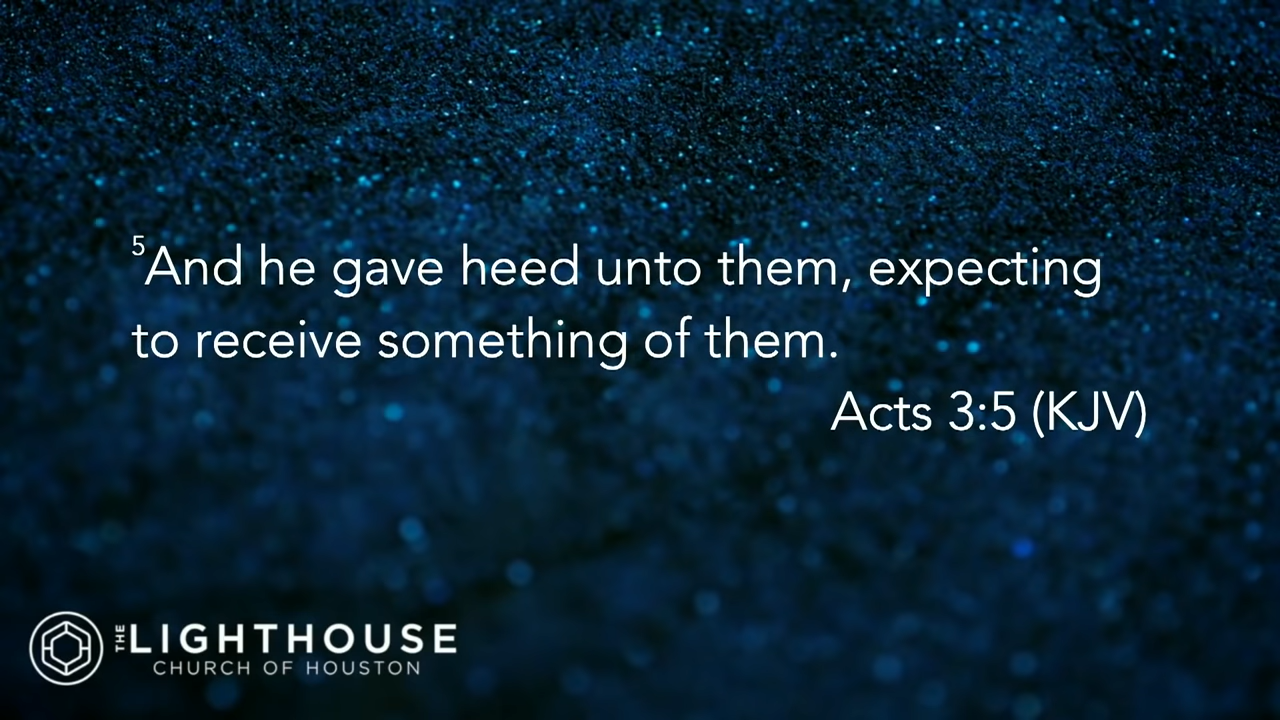 ⁵And he gave heed unto them, expecting
to receive something of them.
Acts 3:5 (KJV)
THE LIGHTHOUSE
CHURCH OF HOUSTON